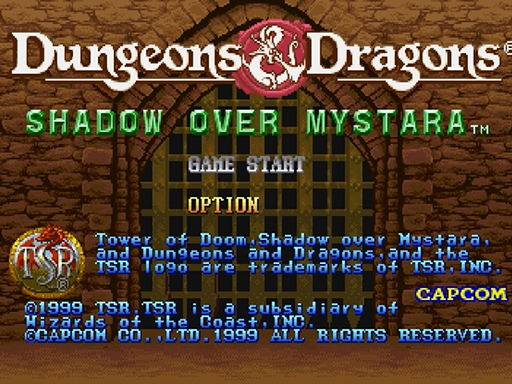 Dungeons & Dragons®
SHADOW OVER MYSTARA™
GAME START
OPTION
Tower of Doom,Shadow over Mystara,
and Dungeons and Dragons,and the
TSR logo are trademarks of TSR,INC.
TSR®
CAPCOM
©1999 TSR,TSR is a subsidiary of
Wizards of the Coast,INC.
©CAPCOM CO.,LTD.1999 ALL RIGHTS RESERVED.